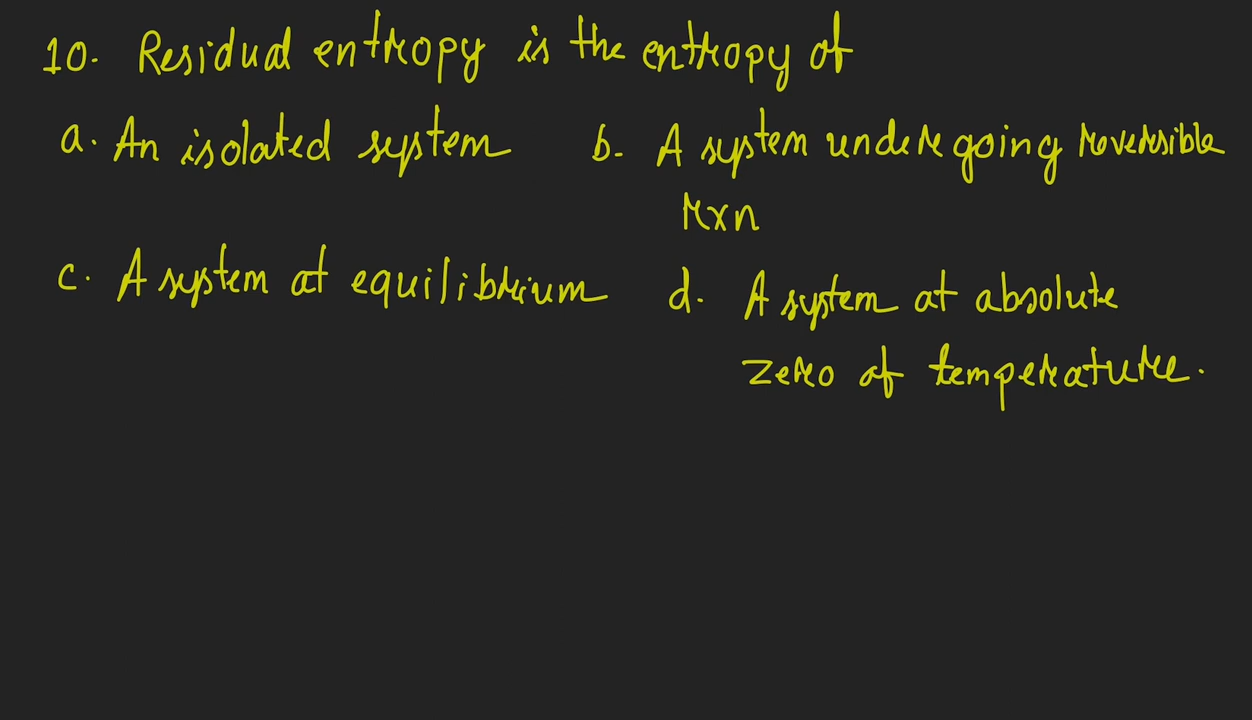 10. Residual entropy is the entropy of
a. An isolated system b. A system undergoing reversible
rxn
c. A system at equilibrium d. A system at absolute
zero of temperature.